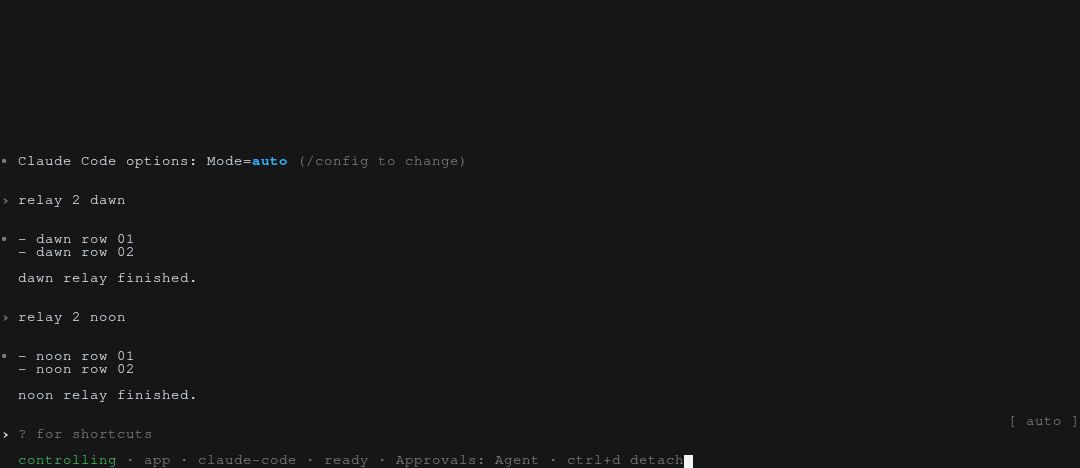 • Claude Code options: Mode=auto (/config to change)
› relay 2 dawn
• - dawn row 01
- dawn row 02
dawn relay finished.
› relay 2 noon
• - noon row 01
- noon row 02
noon relay finished.
[ auto ]
› ? for shortcuts
controlling · app · claude-code · ready · Approvals: Agent · ctrl+d detach